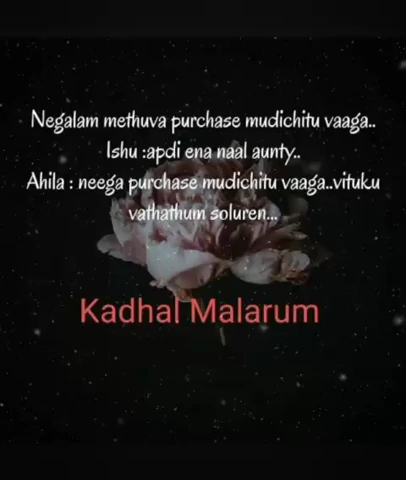 Negalam methuva purchase mudichitu vaaga..
Ishu :apdi ena naal aunty..
Ahila : neega purchase mudichitu vaaga..vituku
vathathum soluren...
Kadhal Malarum